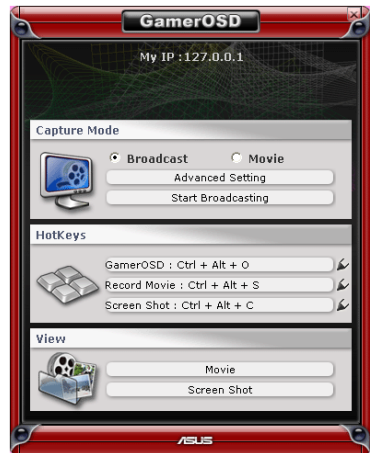 GamerOSD
My IP :127.0.0.1
Capture Mode
Broadcast Movie
Advanced Setting
Start Broadcasting
HotKeys
GamerOSD : Ctrl + Alt + O
Record Movie : Ctrl + Alt + S
Screen Shot : Ctrl + Alt + C
View
Movie
Screen Shot
ASUS